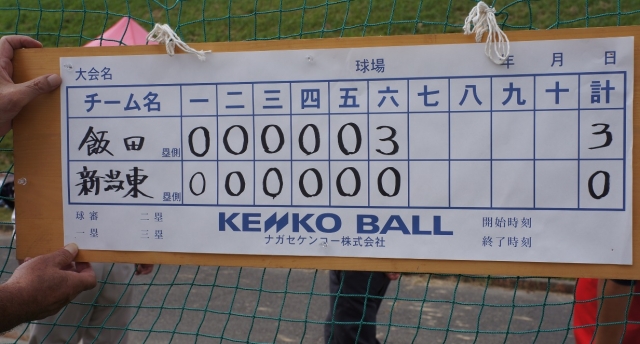 大会名 球場 年 月 日
チーム名 一 二 三 四 五 六 七 八 九 十 計
飯田 塁側 0 0 0 0 0 3 3
新当東 塁側 0 0 0 0 0 0 0
球審 二塁 KENKO BALL 開始時刻
一塁 三塁 ナガセケンコー株式会社 終了時刻